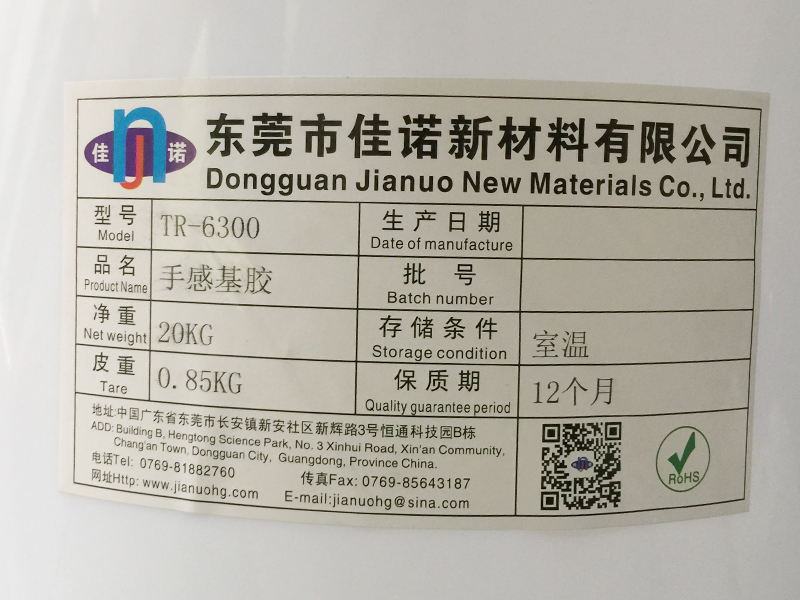 佳 nj 诺
东莞市佳诺新材料有限公司
Dongguan Jianuo New Materials Co., Ltd.
型号 TR-6300 生产日期
Model Date of manufacture
品名 手感基胶 批号
Product Name Batch number
净重 20KG 存储条件 室温
Net weight Storage condition
皮重 0.85KG 保质期 12个月
Tare Quality guarantee period
地址:中国广东省东莞市长安镇新安社区新辉路3号恒通科技园B栋
ADD: Building B, Hengtong Science Park, No. 3 Xinhui Road, Xin'an Community,
Chang'an Town, Dongguan City, Guangdong, Province China.
电话Tel: 0769-81882760 传真Fax: 0769-85643187
网址Http: www.jianuohg.com E-mail:jianuohg@sina.com
RoHS